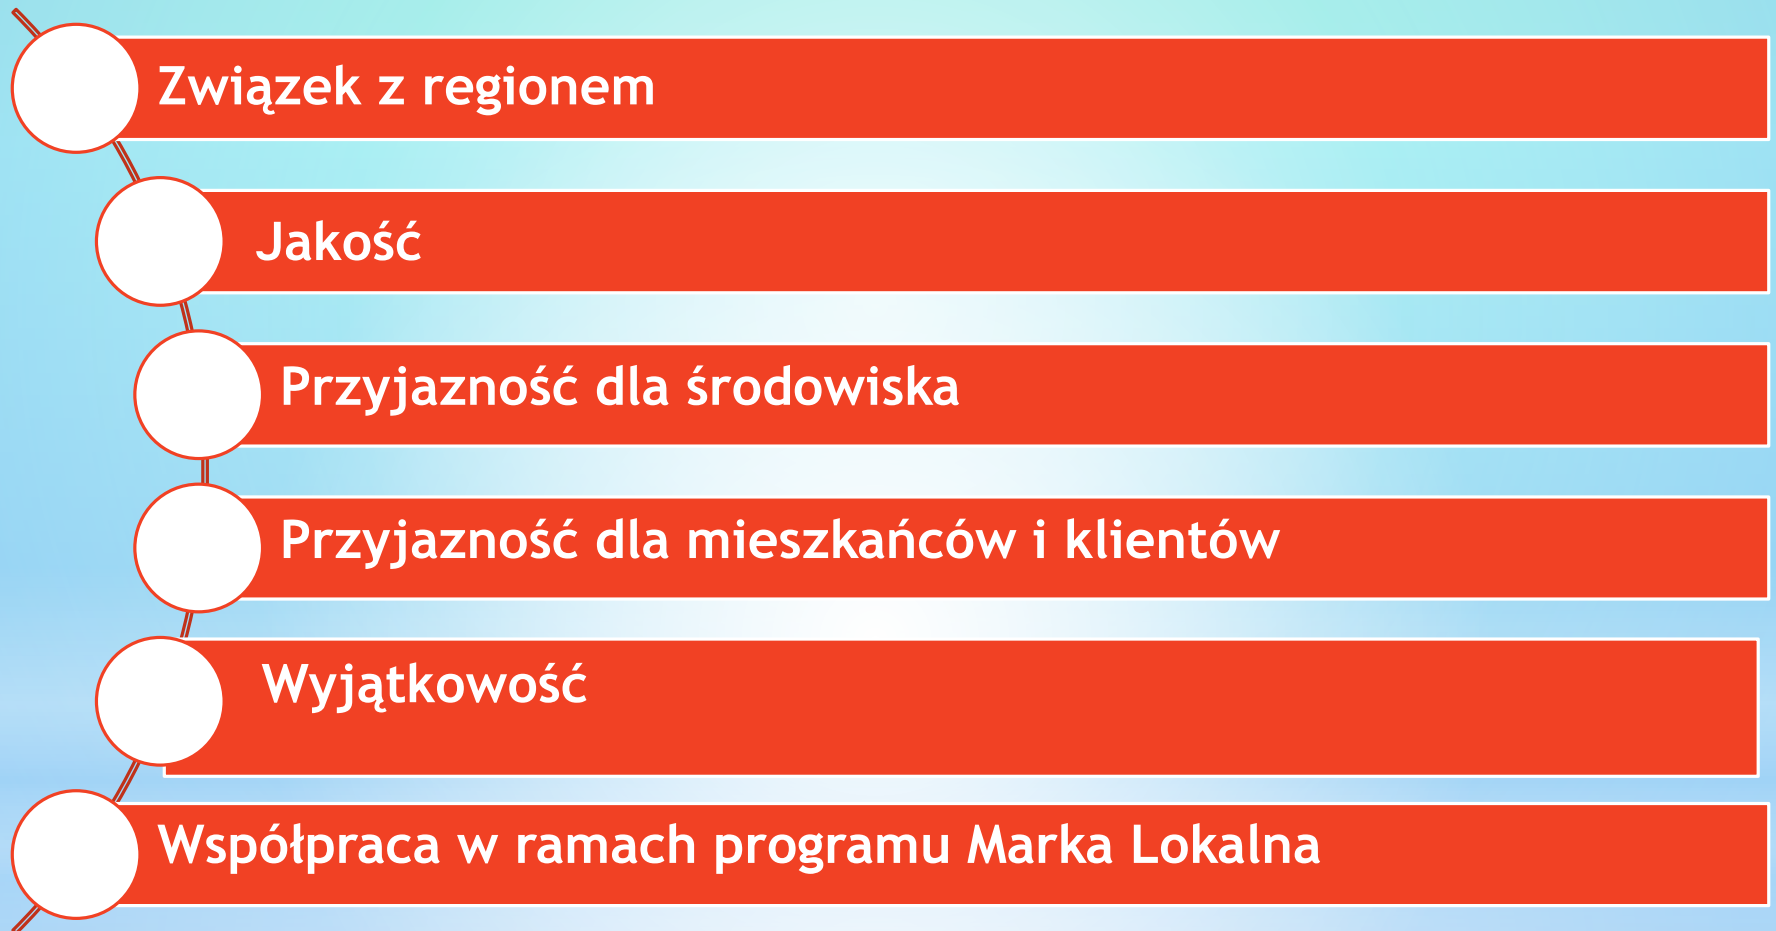 Związek z regionem
Jakość
Przyjazność dla środowiska
Przyjazność dla mieszkańców i klientów
Wyjątkowość
Współpraca w ramach programu Marka Lokalna